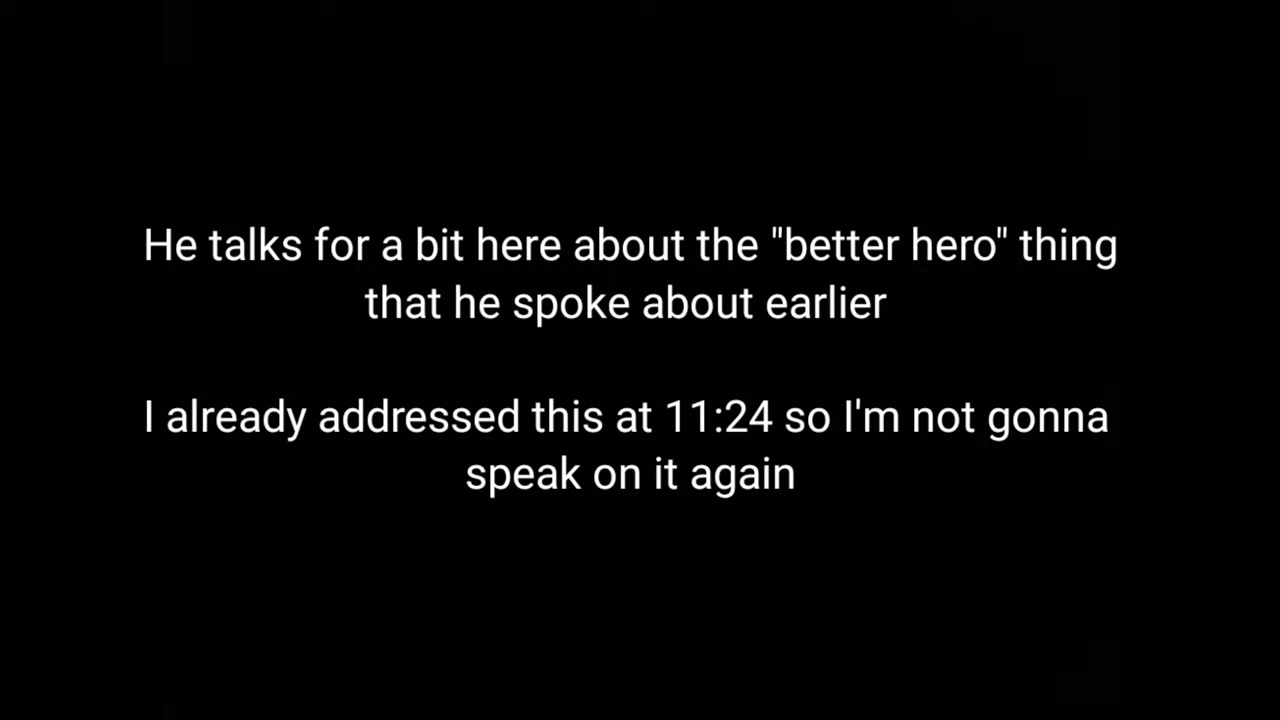 He talks for a bit here about the "better hero" thing
that he spoke about earlier
I already addressed this at 11:24 so I'm not gonna
speak on it again